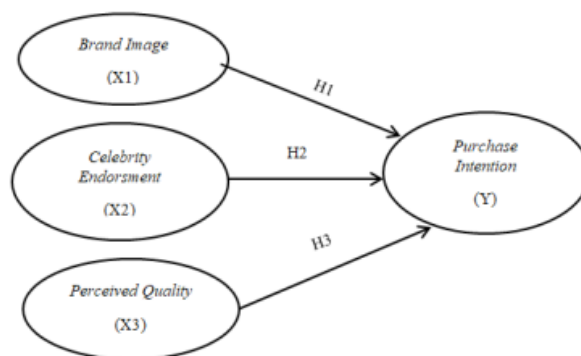 Brand Image
(X1)
H1
Celebrity
Endorsment
(X2)
H2
Purchase
Intention
(Y)
H3
Perceived Quality
(X3)